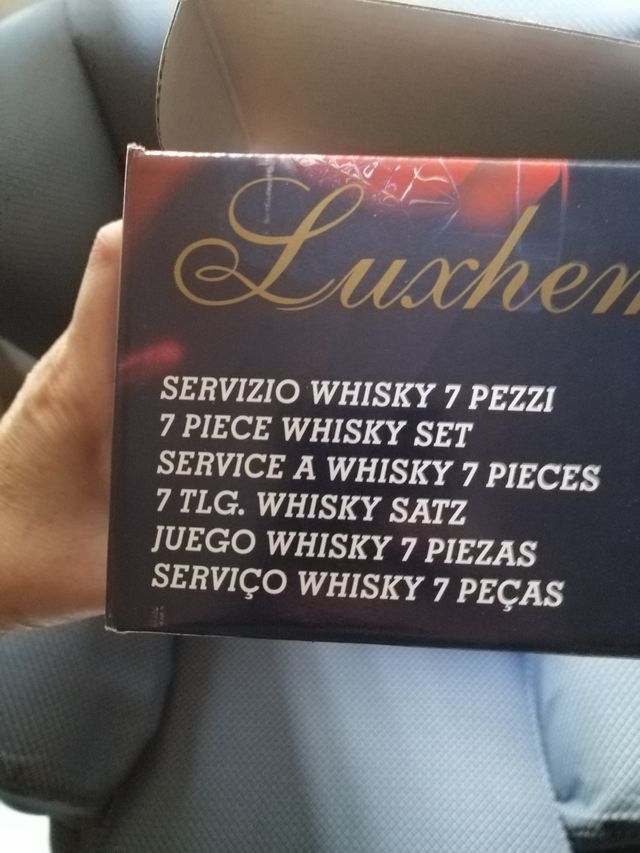 SERVIZIO WHISKY 7 PEZZI
7 PIECE WHISKY SET
SERVICE A WHISKY 7 PIECES
7 TLG. WHISKY SATZ
JUEGO WHISKY 7 PIEZAS
SERVIÇO WHISKY 7 PEÇAS